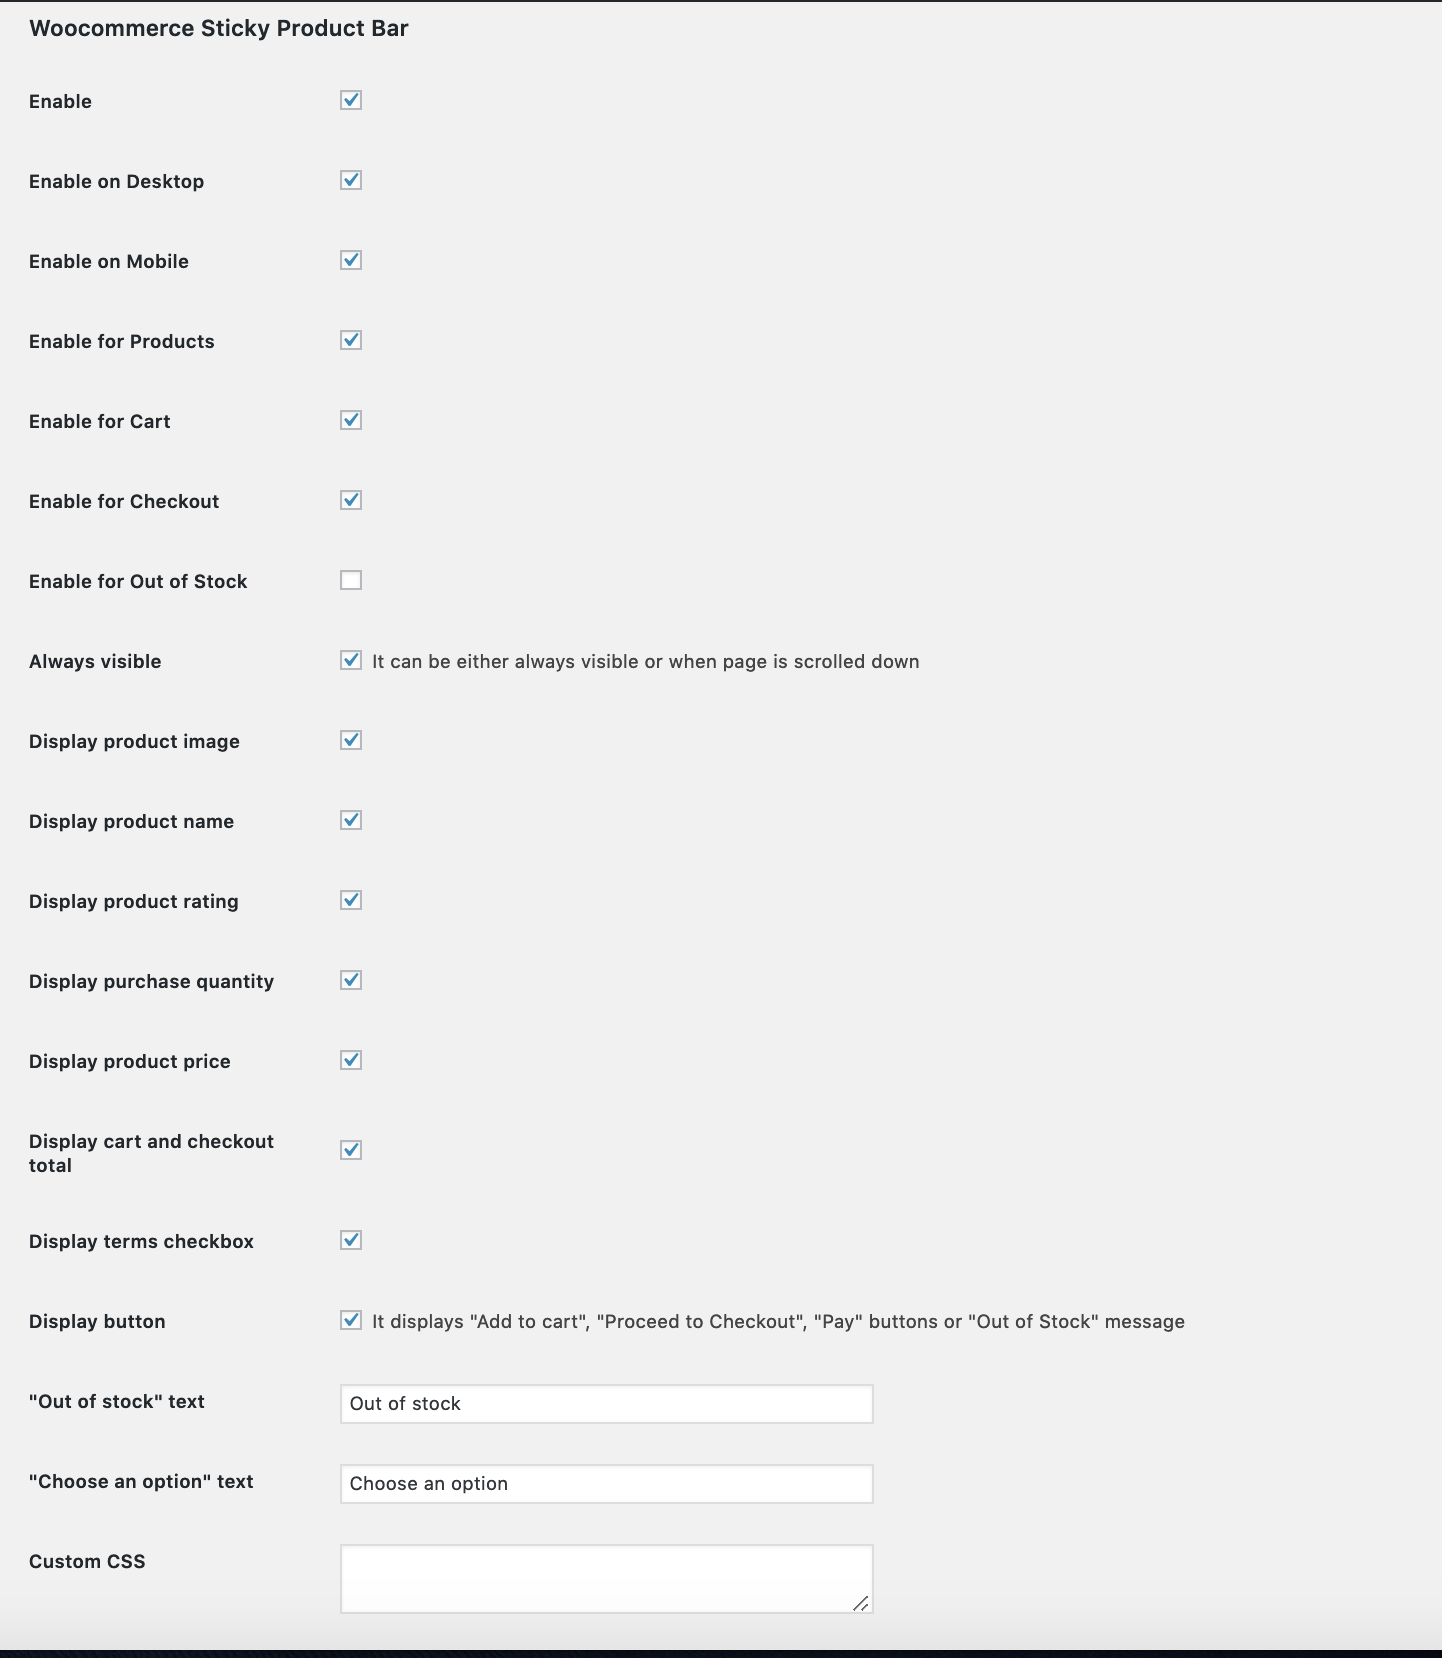 Woocommerce Sticky Product Bar
Enable
Enable on Desktop
Enable on Mobile
Enable for Products
Enable for Cart
Enable for Checkout
Enable for Out of Stock
Always visible It can be either always visible or when page is scrolled down
Display product image
Display product name
Display product rating
Display purchase quantity
Display product price
Display cart and checkout
total
Display terms checkbox
Display button It displays "Add to cart", "Proceed to Checkout", "Pay" buttons or "Out of Stock" message
"Out of stock" text Out of stock
"Choose an option" text Choose an option
Custom CSS